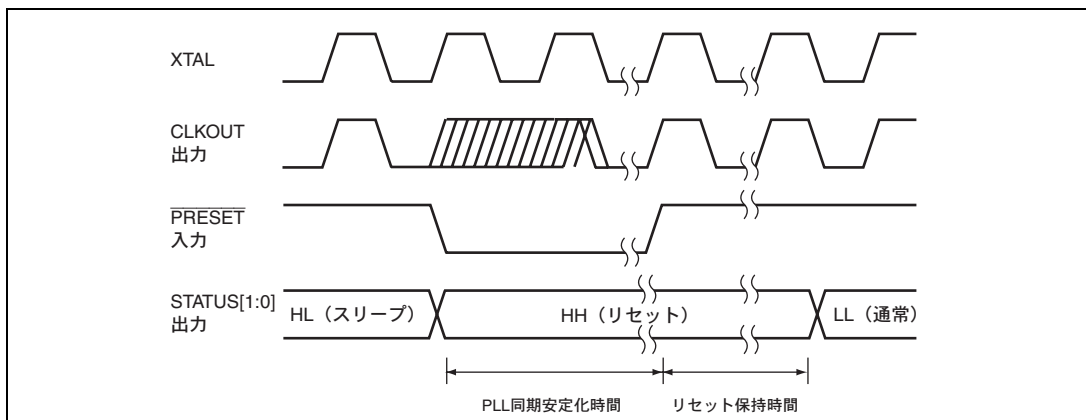 XTAL
CLKOUT
出力
PRESET
入力
STATUS[1:0]
出力
HL（スリープ）
HH（リセット）
LL（通常）
PLL同期安定化時間
リセット保持時間